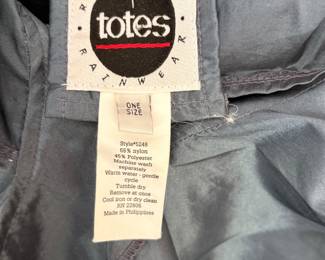 totes
RAINWEAR
ONE
SIZE
Style#5248
55% nylon
45% Polyester
Machine wash
separately
Warm water - gentle
cycle
Tumble dry
Remove at once
Cool iron or dry clean
RN 22806
Made in Philippines